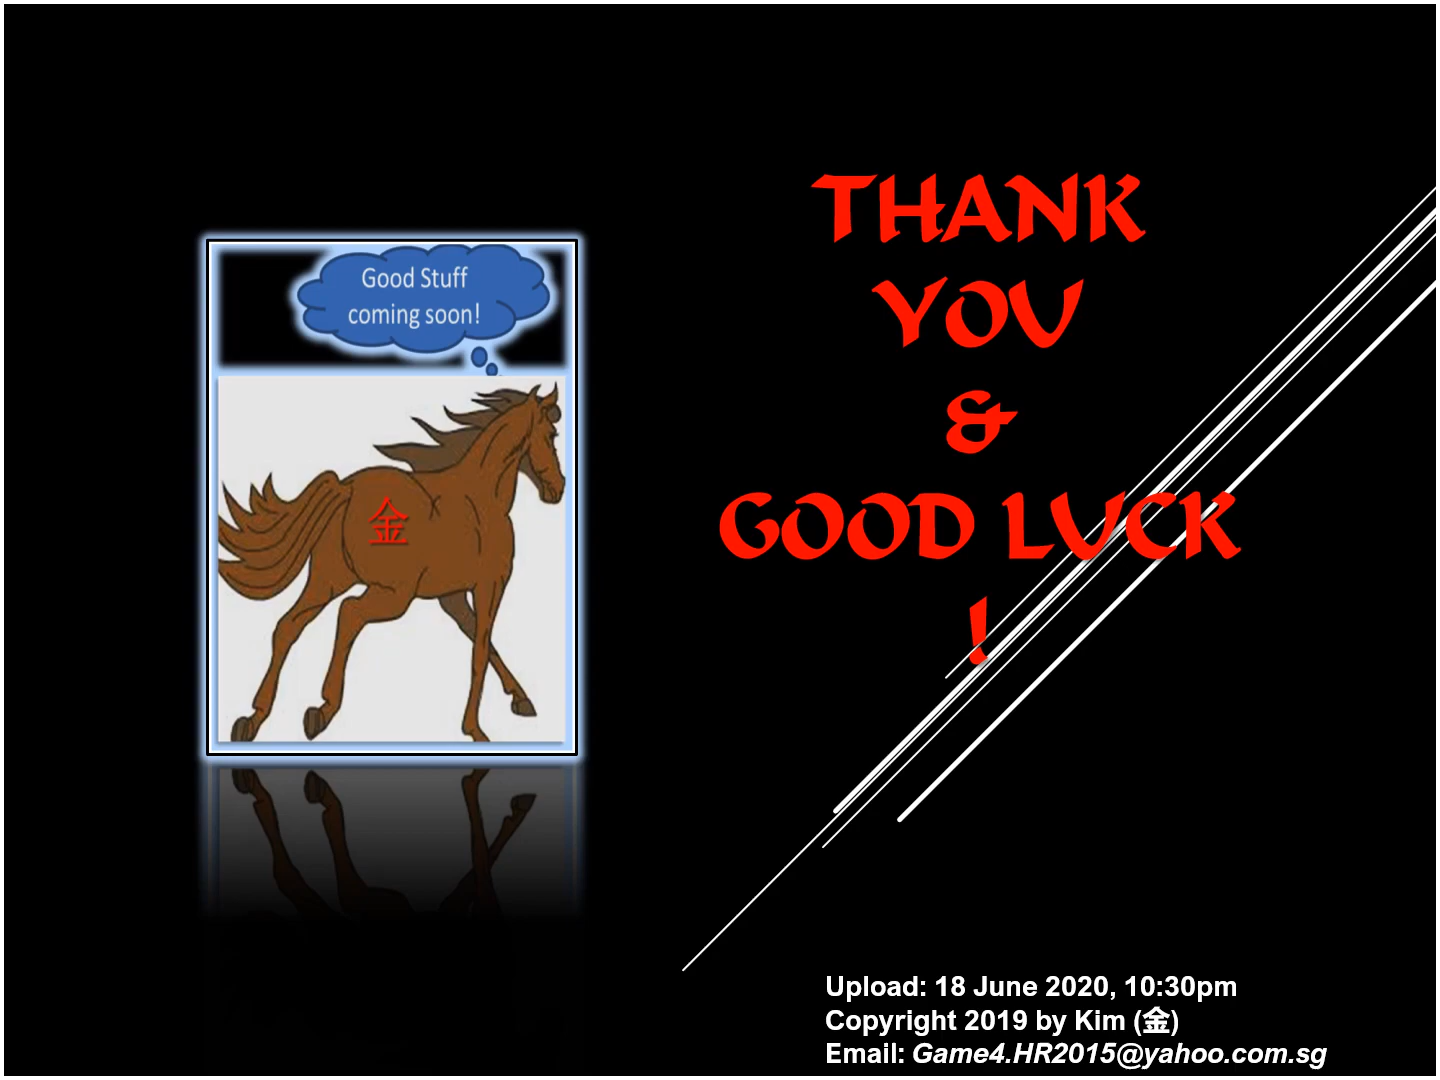 Good Stuff
coming soon!
金
THANK
YOU
&
GOOD LUCK
!
Upload: 18 June 2020, 10:30pm
Copyright 2019 by Kim (金)
Email: Game4.HR2015@yahoo.com.sg